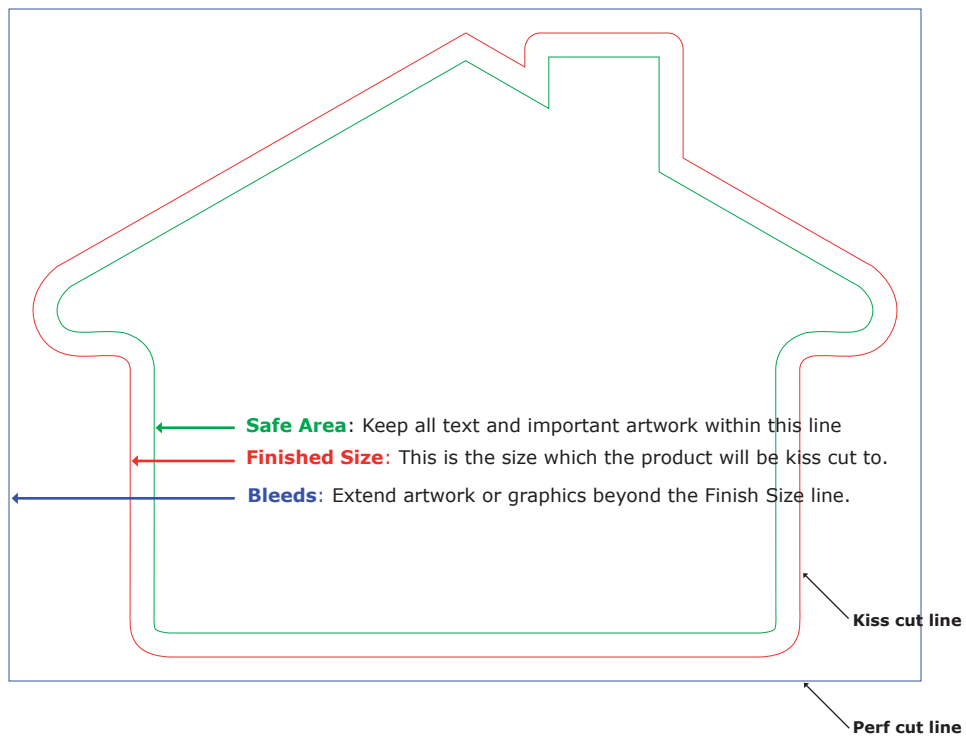 Safe Area: Keep all text and important artwork within this line
Finished Size: This is the size which the product will be kiss cut to.
Bleeds: Extend artwork or graphics beyond the Finish Size line.
Kiss cut line
Perf cut line